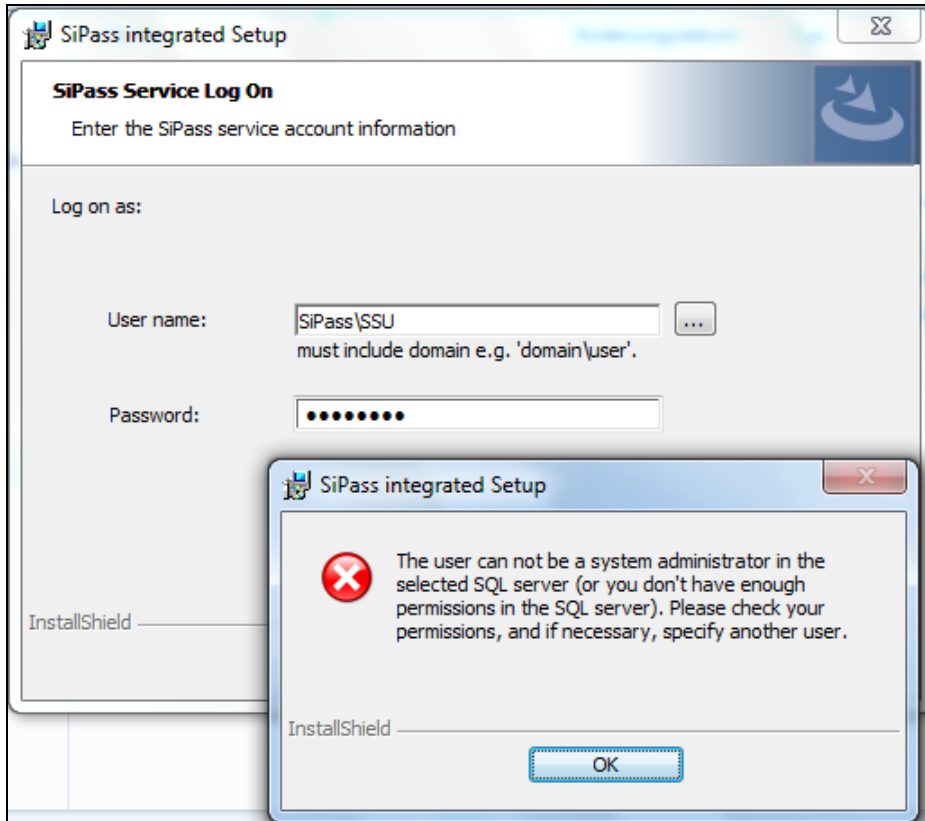 SiPass integrated Setup
SiPass Service Log On
Enter the SiPass service account information
Log on as:
User name:
SiPass\SSU
...
must include domain e.g. 'domain\user'.
Password:
●●●●●●●●
InstallShield
SiPass integrated Setup
The user can not be a system administrator in the
selected SQL server (or you don't have enough
permissions in the SQL server). Please check your
permissions, and if necessary, specify another user.
InstallShield
OK